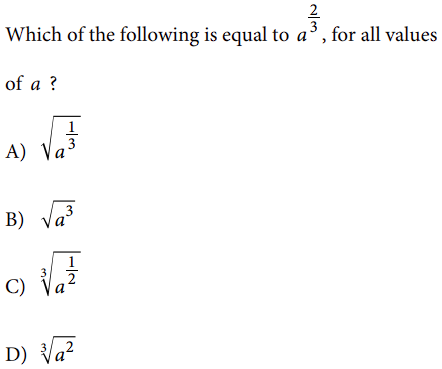 Which of the following is equal to $a^{\frac{2}{3}}$, for all values
of $a$ ?
A) $\sqrt{a^{\frac{1}{3}}}$
B) $\sqrt{a^3}$
C) $\sqrt[3]{a^{\frac{1}{2}}}$
D) $\sqrt[3]{a^2}$